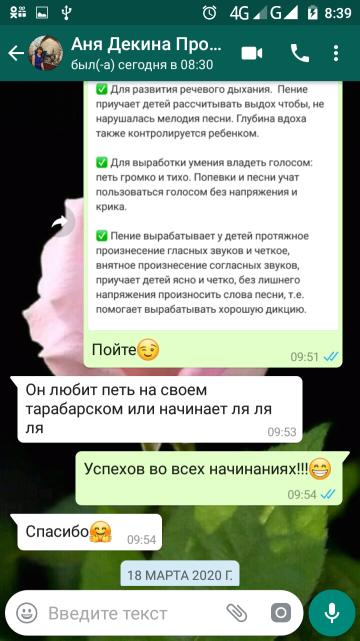 4G G 8:39
Аня Декина Про...
был(-а) сегодня в 08:30
✅ Для развития речевого дыхания. Пение
приучает детей рассчитывать выдох чтобы, не
нарушалась мелодия песни. Глубина вдоха
также контролируется ребенком.
✅ Для выработки умения владеть голосом:
петь громко и тихо. Попевки и песни учат
пользоваться голосом без напряжения и
крика.
✅ Пение вырабатывает у детей протяжное
произнесение гласных звуков и четкое,
внятное произнесение согласных звуков,
приучает детей ясно и четко, без лишнего
напряжения произносить слова песни, т.е.
помогает вырабатывать хорошую дикцию.
Пойте😉
09:51
Он любит петь на своем
тарабарском или начинает ля ля
ля
09:53
Успехов во всех начинаниях!!!😁
09:54
Спасибо🤗
09:54
18 МАРТА 2020 Г.
Введите текст